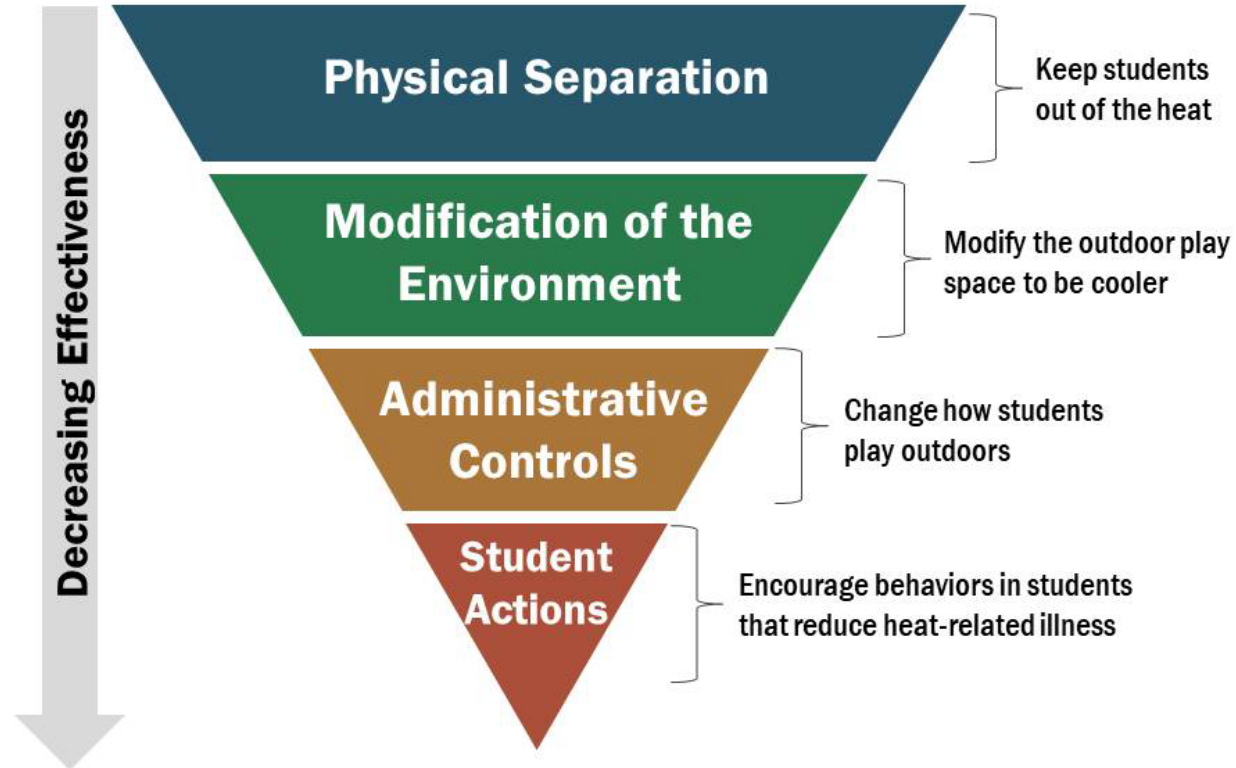 Decreasing Effectiveness
Physical Separation
Keep students
out of the heat
Modification of the
Environment
Modify the outdoor play
space to be cooler
Administrative
Controls
Change how students
play outdoors
Student
Actions
Encourage behaviors in students
that reduce heat-related illness